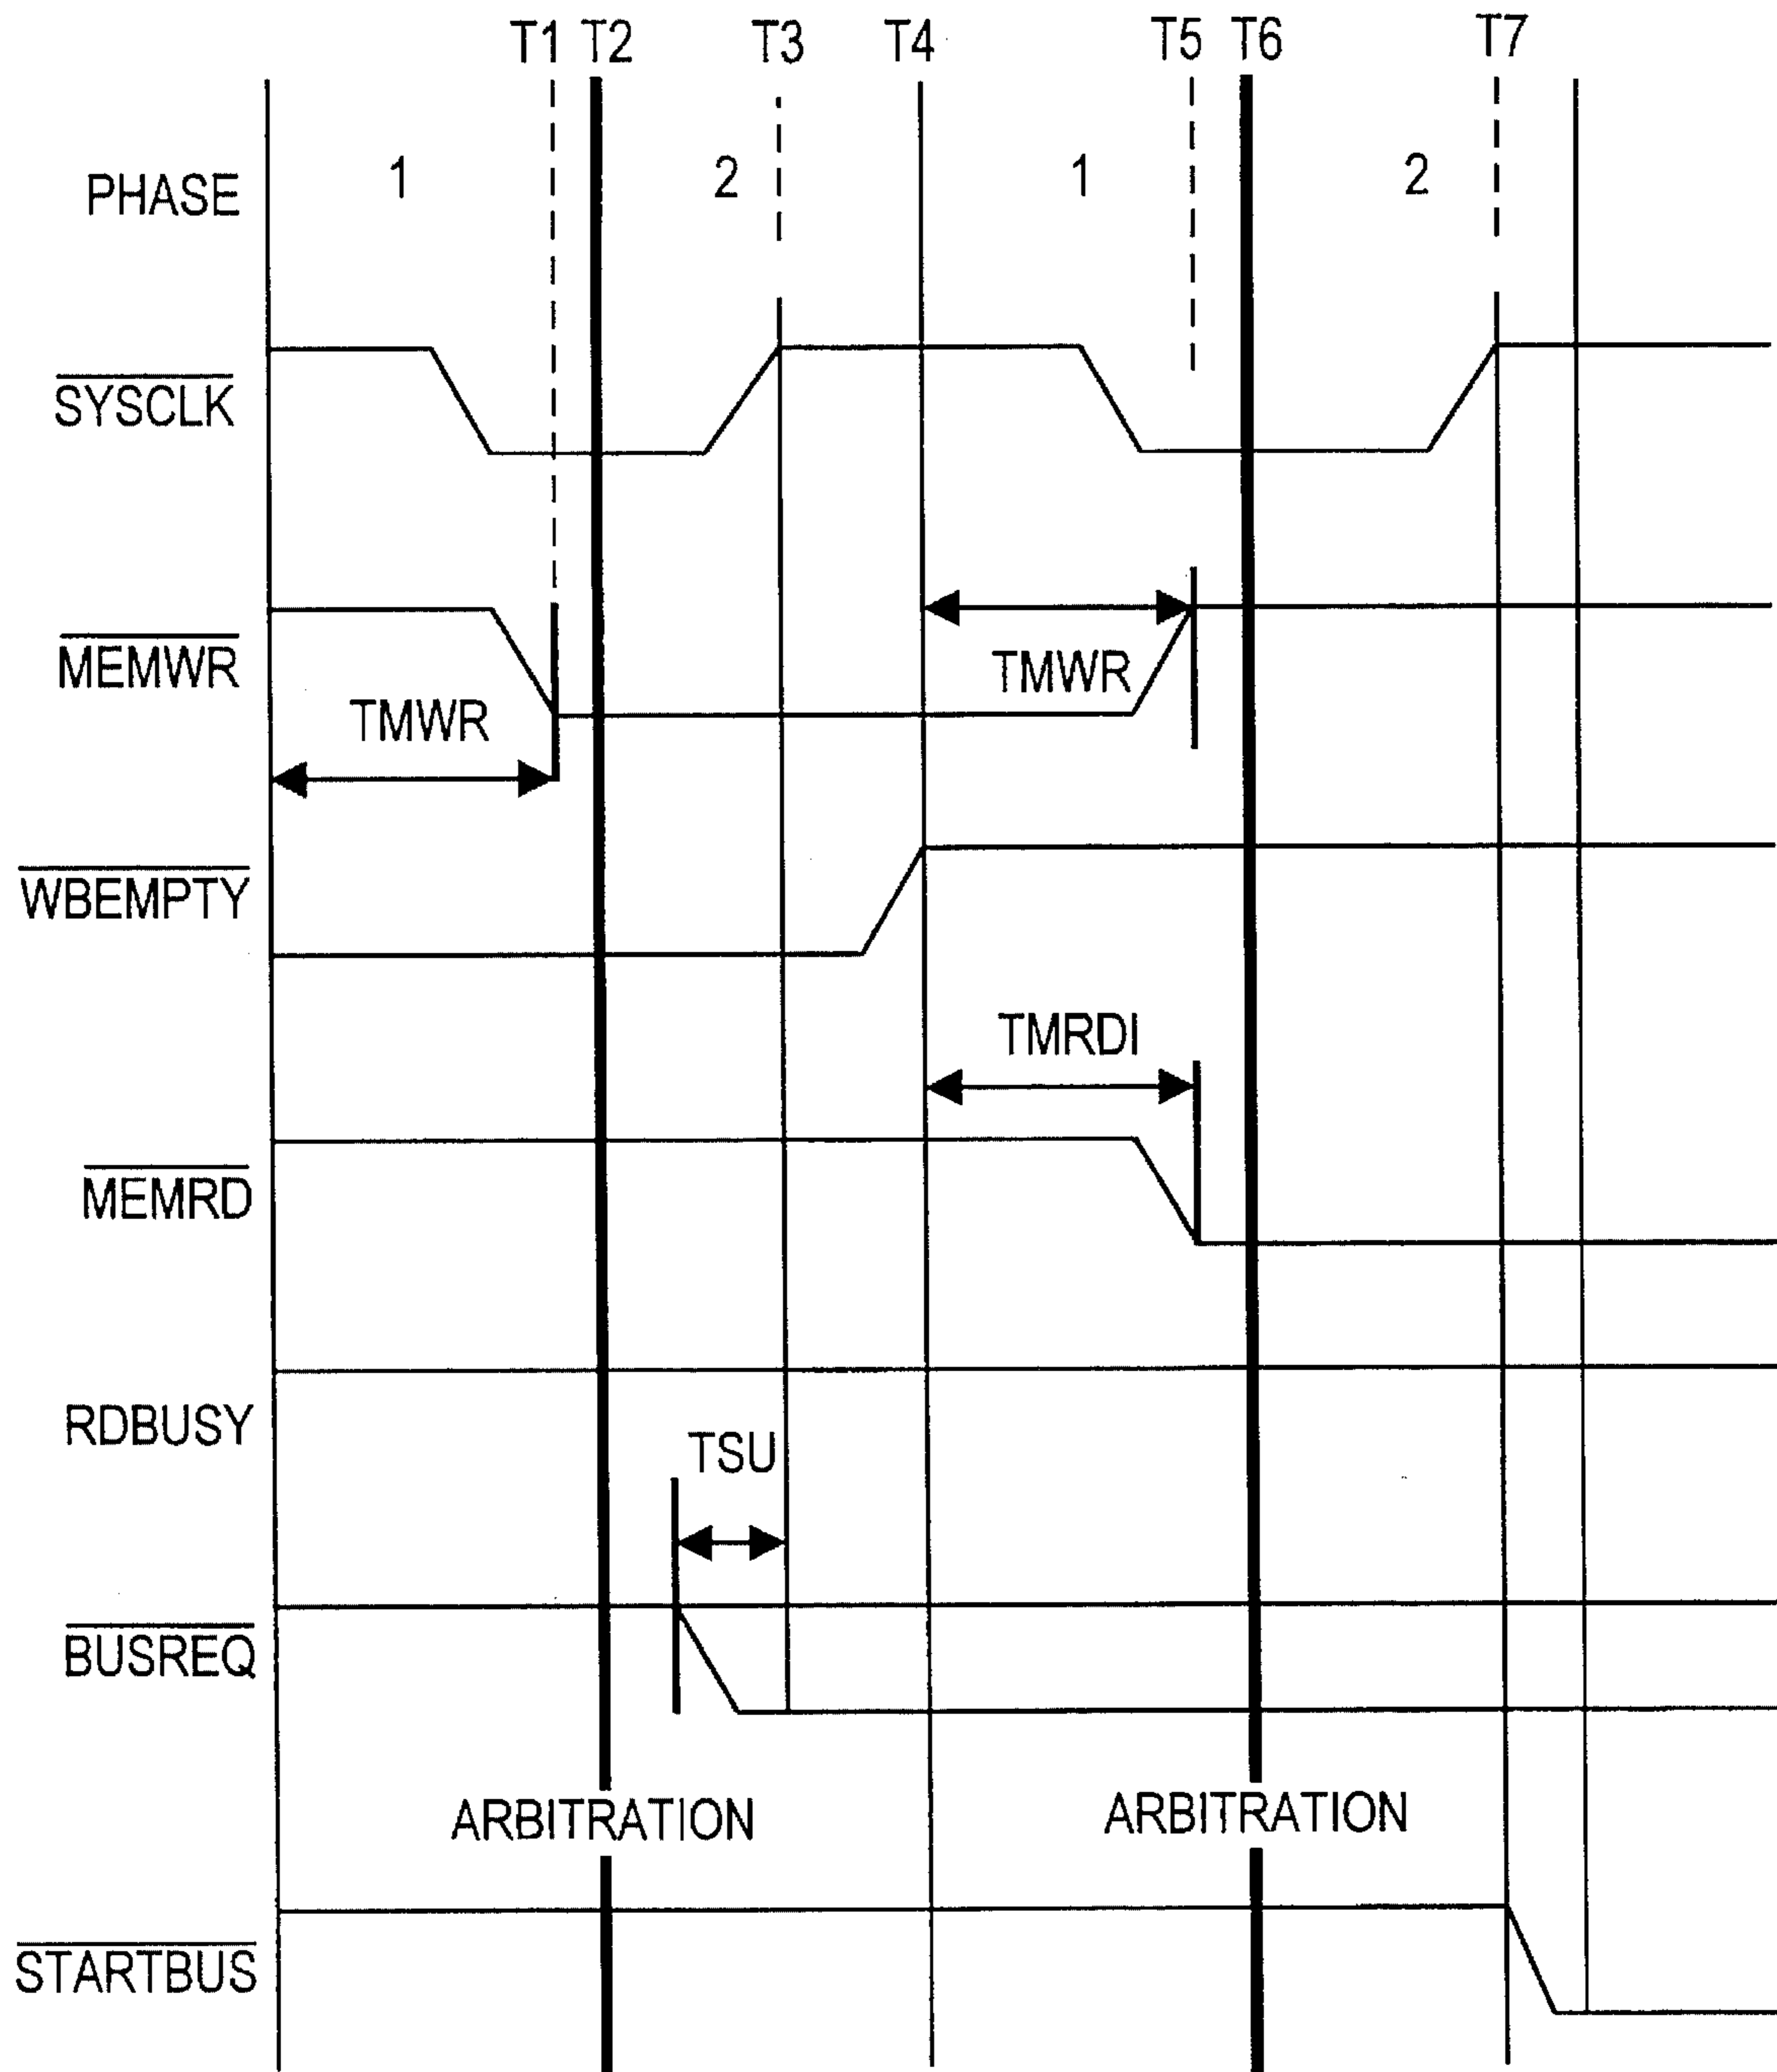 T1 T2 T3 T4 T5 T6 T7
PHASE 1 2 1 2
SYSCLK
MEMWR TMWR TMWR
WBEMPTY
TMRDI
MEMRD
RDBUSY
TSU
BUSREQ
ARBITRATION ARBITRATION
STARTBUS